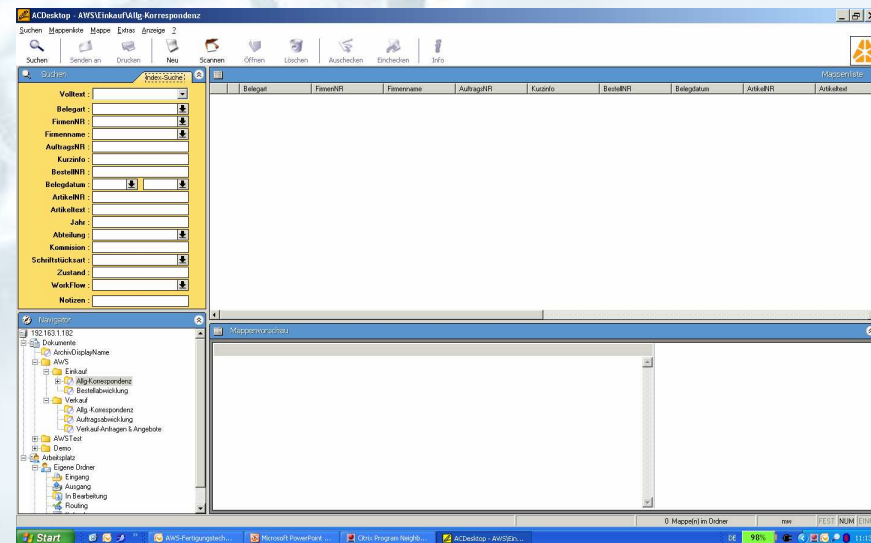 ACDesktop - AWS\Einkauf\Allg-Korrespondenz
Suchen Mappenliste Mappe Extras Anzeige ?
Suchen Senden an Drucken Neu Scannen Öffnen Löschen Auschecken Einchecken Info
Suchen
Index-Suche
Mappenliste
Belegart FirmenNR Firmenname AuftragsNR Kurzinfo BestellNR Belegdatum ArtikelNR Artikeltext
Volltext :
Belegart :
FirmenNR :
Firmenname :
AuftragsNR :
Kurzinfo :
BestellNR :
Belegdatum :
ArtikelNR :
Artikeltext :
Jahr :
Abteilung :
Kommision :
Schriftstücksart :
Zustand :
WorkFlow :
Notizen :
Navigator
192.163.1.182
Dokumente
ArchivDisplayName
AWS
Einkauf
Allg-Korrespondenz
Bestellabwicklung
Verkauf
Allg.-Korrespondenz
Auftragsabwicklung
Verkauf-Anfragen & Angebote
AWSTest
Demo
Arbeitsplatz
Eigene Ordner
Eingang
Ausgang
In Bearbeitung
Routing
Mappenvorschau
0 Mappe(n) im Ordner mw FEST NUM EINF
Start AWS-Fertigungstech... Microsoft PowerPoint ... Citrix Program Neighb... ACDesktop - AWS\Ein... DE 98% 11:13